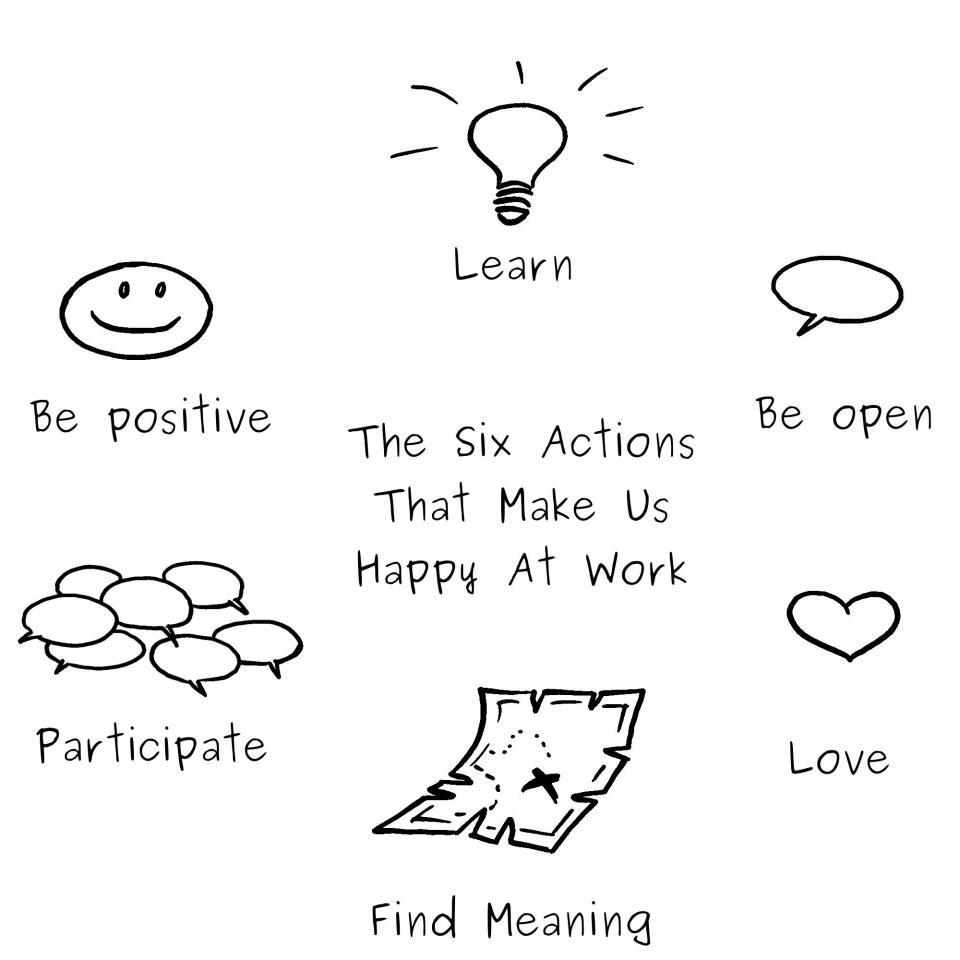 Learn
Be positive
Be open
The Six Actions
That Make Us
Happy At Work
Participate
Love
Find Meaning